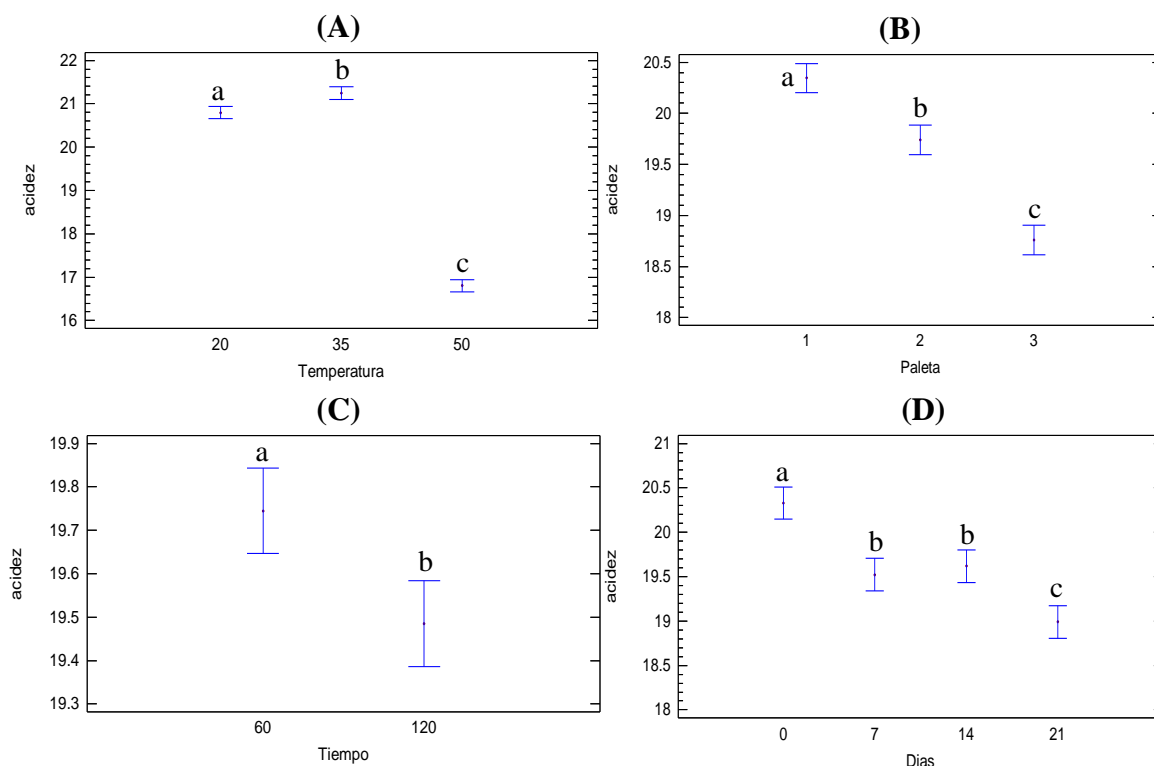 (A)
22
21
20
19
18
17
16
acidez
a
b
c
20 35 50
Temperatura
(B)
20.5
20
19.5
19
18.5
18
acidez
a
b
c
1 2 3
Paleta
(C)
19.9
19.8
19.7
19.6
19.5
19.4
19.3
acidez
a
b
60 120
Tiempo
(D)
21
20.5
20
19.5
19
18.5
18
acidez
a
b
b
c
0 7 14 21
Dias